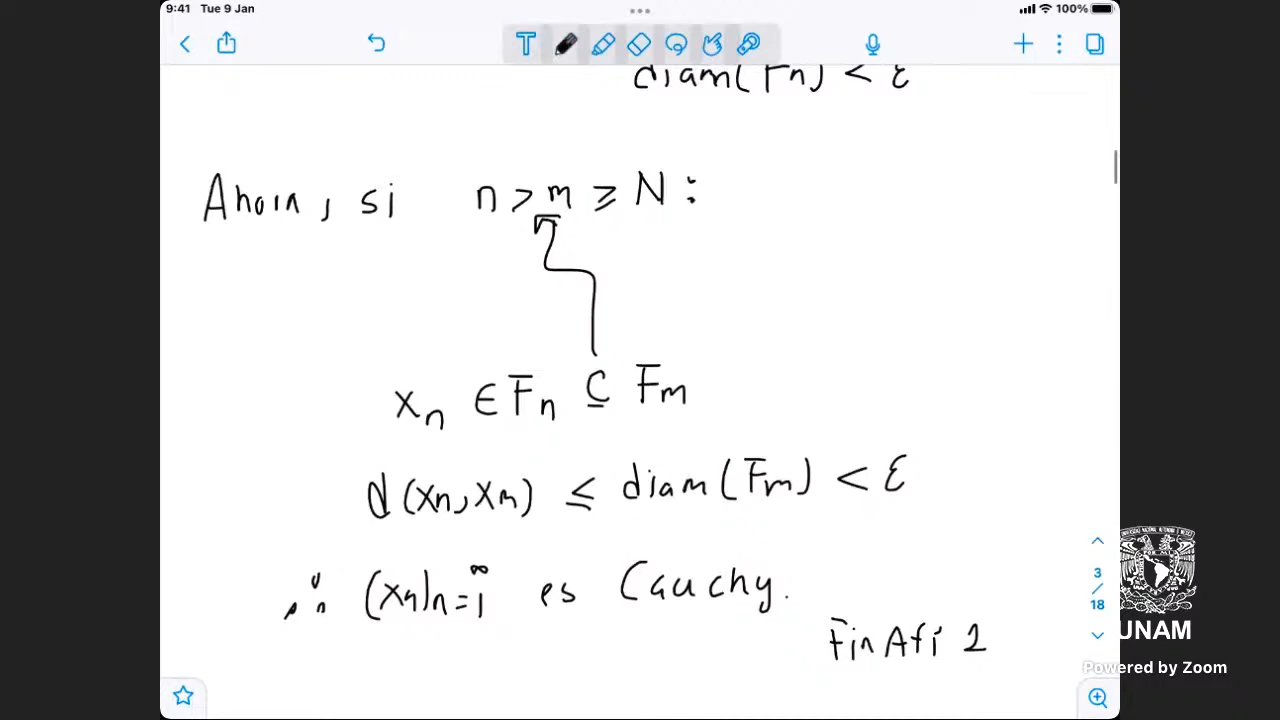 9:41 Tue 9 Jan
100%
T
diam(Fn) < ε
Ahora, si n > m ≥ N :
xn ∈ Fn ⊆ Fm
d(xn, xm) ≤ diam(Fm) < ε
∴ (xn)n=1^∞ es Cauchy.
Fin Afi 1
3
/
18
UNAM
Powered by Zoom